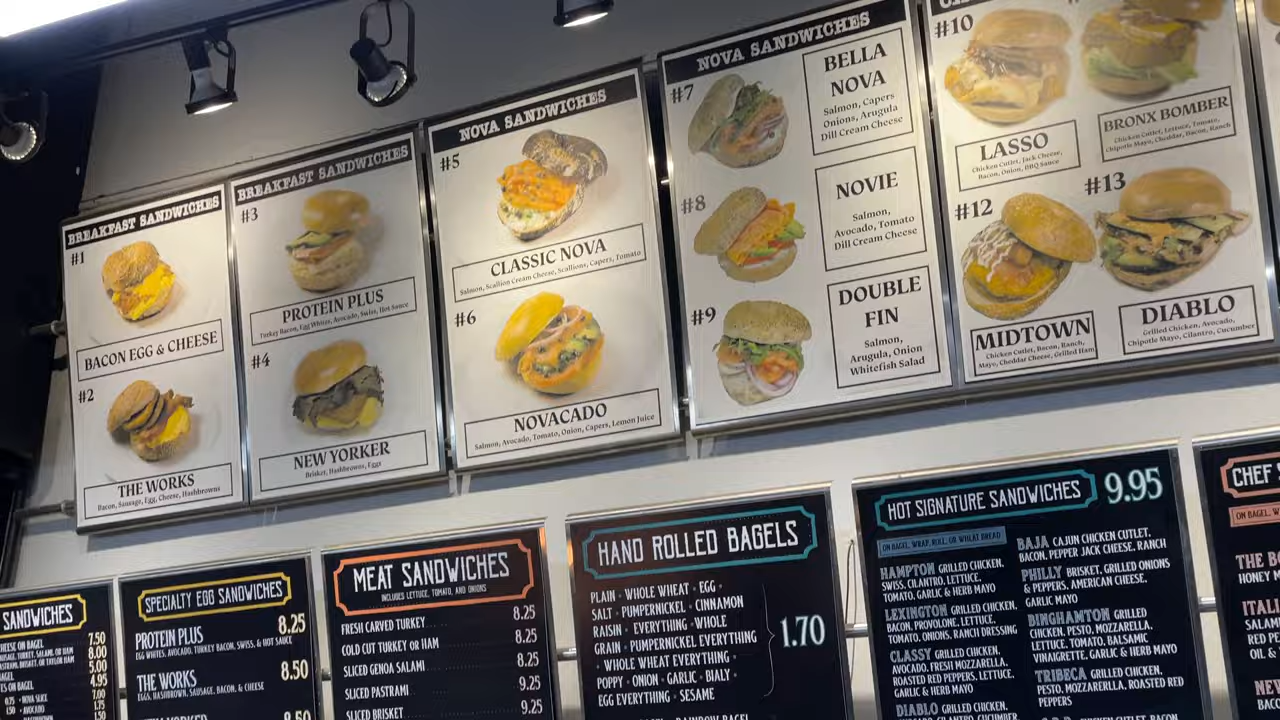 BREAKFAST SANDWICHES
#1
BACON EGG & CHEESE
#2
THE WORKS
Bacon, Sausage, Egg, Cheese, Hashbrowns
BREAKFAST SANDWICHES
#3
PROTEIN PLUS
Turkey Bacon, Egg Whites, Avocado, Swiss, Hot Sauce
#4
NEW YORKER
Brisket, Hashbrowns, Eggs
NOVA SANDWICHES
#5
CLASSIC NOVA
Salmon, Scallion Cream Cheese, Scallions, Capers, Tomato
#6
NOVACADO
Salmon, Avocado, Tomato, Onion, Capers, Lemon Juice
NOVA SANDWICHES
#7
BELLA
NOVA
Salmon, Capers
Onions, Arugula
Dill Cream Cheese
#8
NOVIE
Salmon,
Avocado, Tomato
Dill Cream Cheese
#9
DOUBLE
FIN
Salmon,
Arugula, Onion
Whitefish Salad
#10
LASSO
Chicken Cutlet, Jack Cheese,
Bacon, Onion, BBQ Sauce
BRONX BOMBER
Chicken Cutlet, Lettuce, Tomato,
Chipotle Mayo, Cheddar, Bacon, Ranch
#12
MIDTOWN
Chicken Cutlet, Bacon, Ranch,
Mayo, Cheddar Cheese, Grilled Ham
#13
DIABLO
Grilled Chicken, Avocado,
Chipotle Mayo, Cilantro, Cucumber
SANDWICHES
7.50
8.00
5.00
4.95
SPECIALTY EGG SANDWICHES
PROTEIN PLUS 8.25
EGG WHITES, AVOCADO, TURKEY BACON, SWISS, & HOT SAUCE
THE WORKS 8.50
EGGS, HASHBROWN, SAUSAGE, BACON, & CHEESE
8.50
MEAT SANDWICHES
INCLUDES LETTUCE, TOMATO, AND ONIONS
FRESH CARVED TURKEY 8.25
COLD CUT TURKEY OR HAM 8.25
SLICED GENOA SALAMI 8.25
SLICED PASTRAMI 9.25
SLICED BRISKET 9.25
HAND ROLLED BAGELS
PLAIN · WHOLE WHEAT · EGG ·
SALT · PUMPERNICKEL · CINNAMON
RAISIN · EVERYTHING · WHOLE
GRAIN · PUMPERNICKEL EVERYTHING
· WHOLE WHEAT EVERYTHING ·
POPPY · ONION · GARLIC · BIALY ·
EGG EVERYTHING · SESAME
1.70
RAINBOW BAGEL
HOT SIGNATURE SANDWICHES 9.95
ON BAGEL, WRAP, ROLL, OR WHEAT BREAD
HAMPTON GRILLED CHICKEN,
SWISS, CILANTRO, LETTUCE,
TOMATO, GARLIC & HERB MAYO
LEXINGTON GRILLED CHICKEN,
BACON, PROVOLONE, LETTUCE,
TOMATO, ONIONS, RANCH DRESSING
CLASSY GRILLED CHICKEN,
AVOCADO, FRESH MOZZARELLA,
ROASTED RED PEPPERS, LETTUCE,
GARLIC & HERB MAYO
DIABLO GRILLED CHICKEN,
AVOCADO, CILANTRO, CUCUMBER
BAJA CAJUN CHICKEN CUTLET,
BACON, PEPPER JACK CHEESE, RANCH
PHILLY BRISKET, GRILLED ONIONS
& PEPPERS, AMERICAN CHEESE,
GARLIC MAYO
BINGHAMTON GRILLED
CHICKEN, PESTO, MOZZARELLA,
LETTUCE, TOMATO, BALSAMIC
VINAIGRETTE, GARLIC & HERB MAYO
TRIBECA GRILLED CHICKEN,
PESTO, MOZZARELLA, ROASTED RED
PEPPERS
CHEF
ON BAGEL, W
THE B
HONEY M
ITALI
SALAM
ROAST
OIL &
NEV
BAC